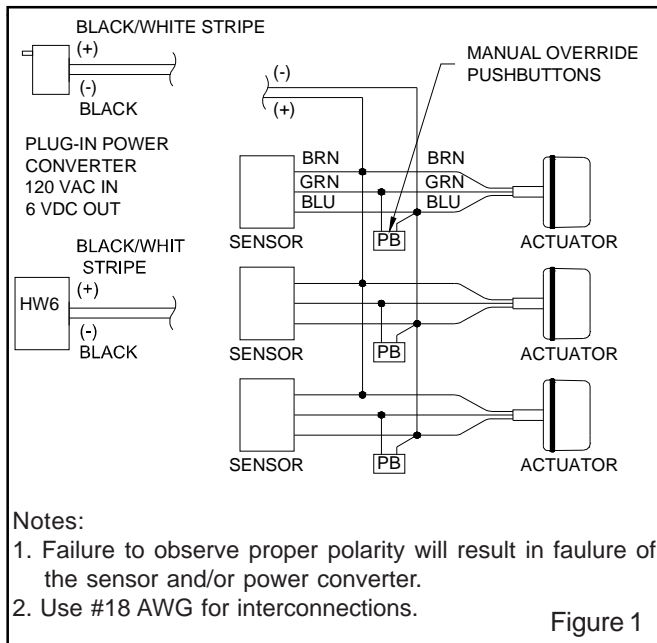 BLACK/WHITE STRIPE
(+)
(-)
BLACK
PLUG-IN POWER
CONVERTER
120 VAC IN
6 VDC OUT
BLACK/WHIT
STRIPE
(+)
HW6
(-)
BLACK
(-)
(+)
MANUAL OVERRIDE
PUSHBUTTONS
BRN BRN
GRN GRN
BLU BLU
PB
SENSOR ACTUATOR
PB
SENSOR ACTUATOR
PB
SENSOR ACTUATOR
Notes:
1. Failure to observe proper polarity will result in faulure of
the sensor and/or power converter.
2. Use #18 AWG for interconnections.
Figure 1